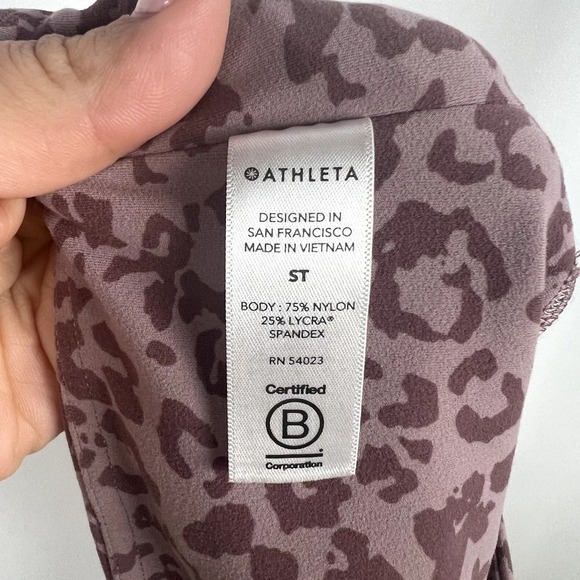 ATHLETA
DESIGNED IN
SAN FRANCISCO
MADE IN VIETNAM
ST
BODY : 75% NYLON
25% LYCRA®
SPANDEX
RN 54023
Certified
B
Corporation